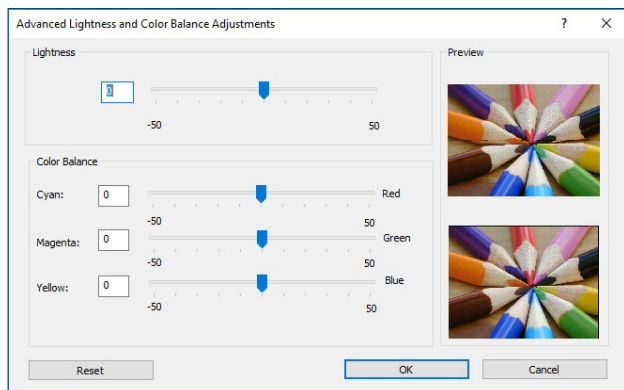 Advanced Lightness and Color Balance Adjustments ?
Lightness
Preview
0
-50 50
Color Balance
Cyan: 0 Red
-50 50
Magenta: 0 Green
-50 50
Yellow: 0 Blue
-50 50
Reset OK Cancel